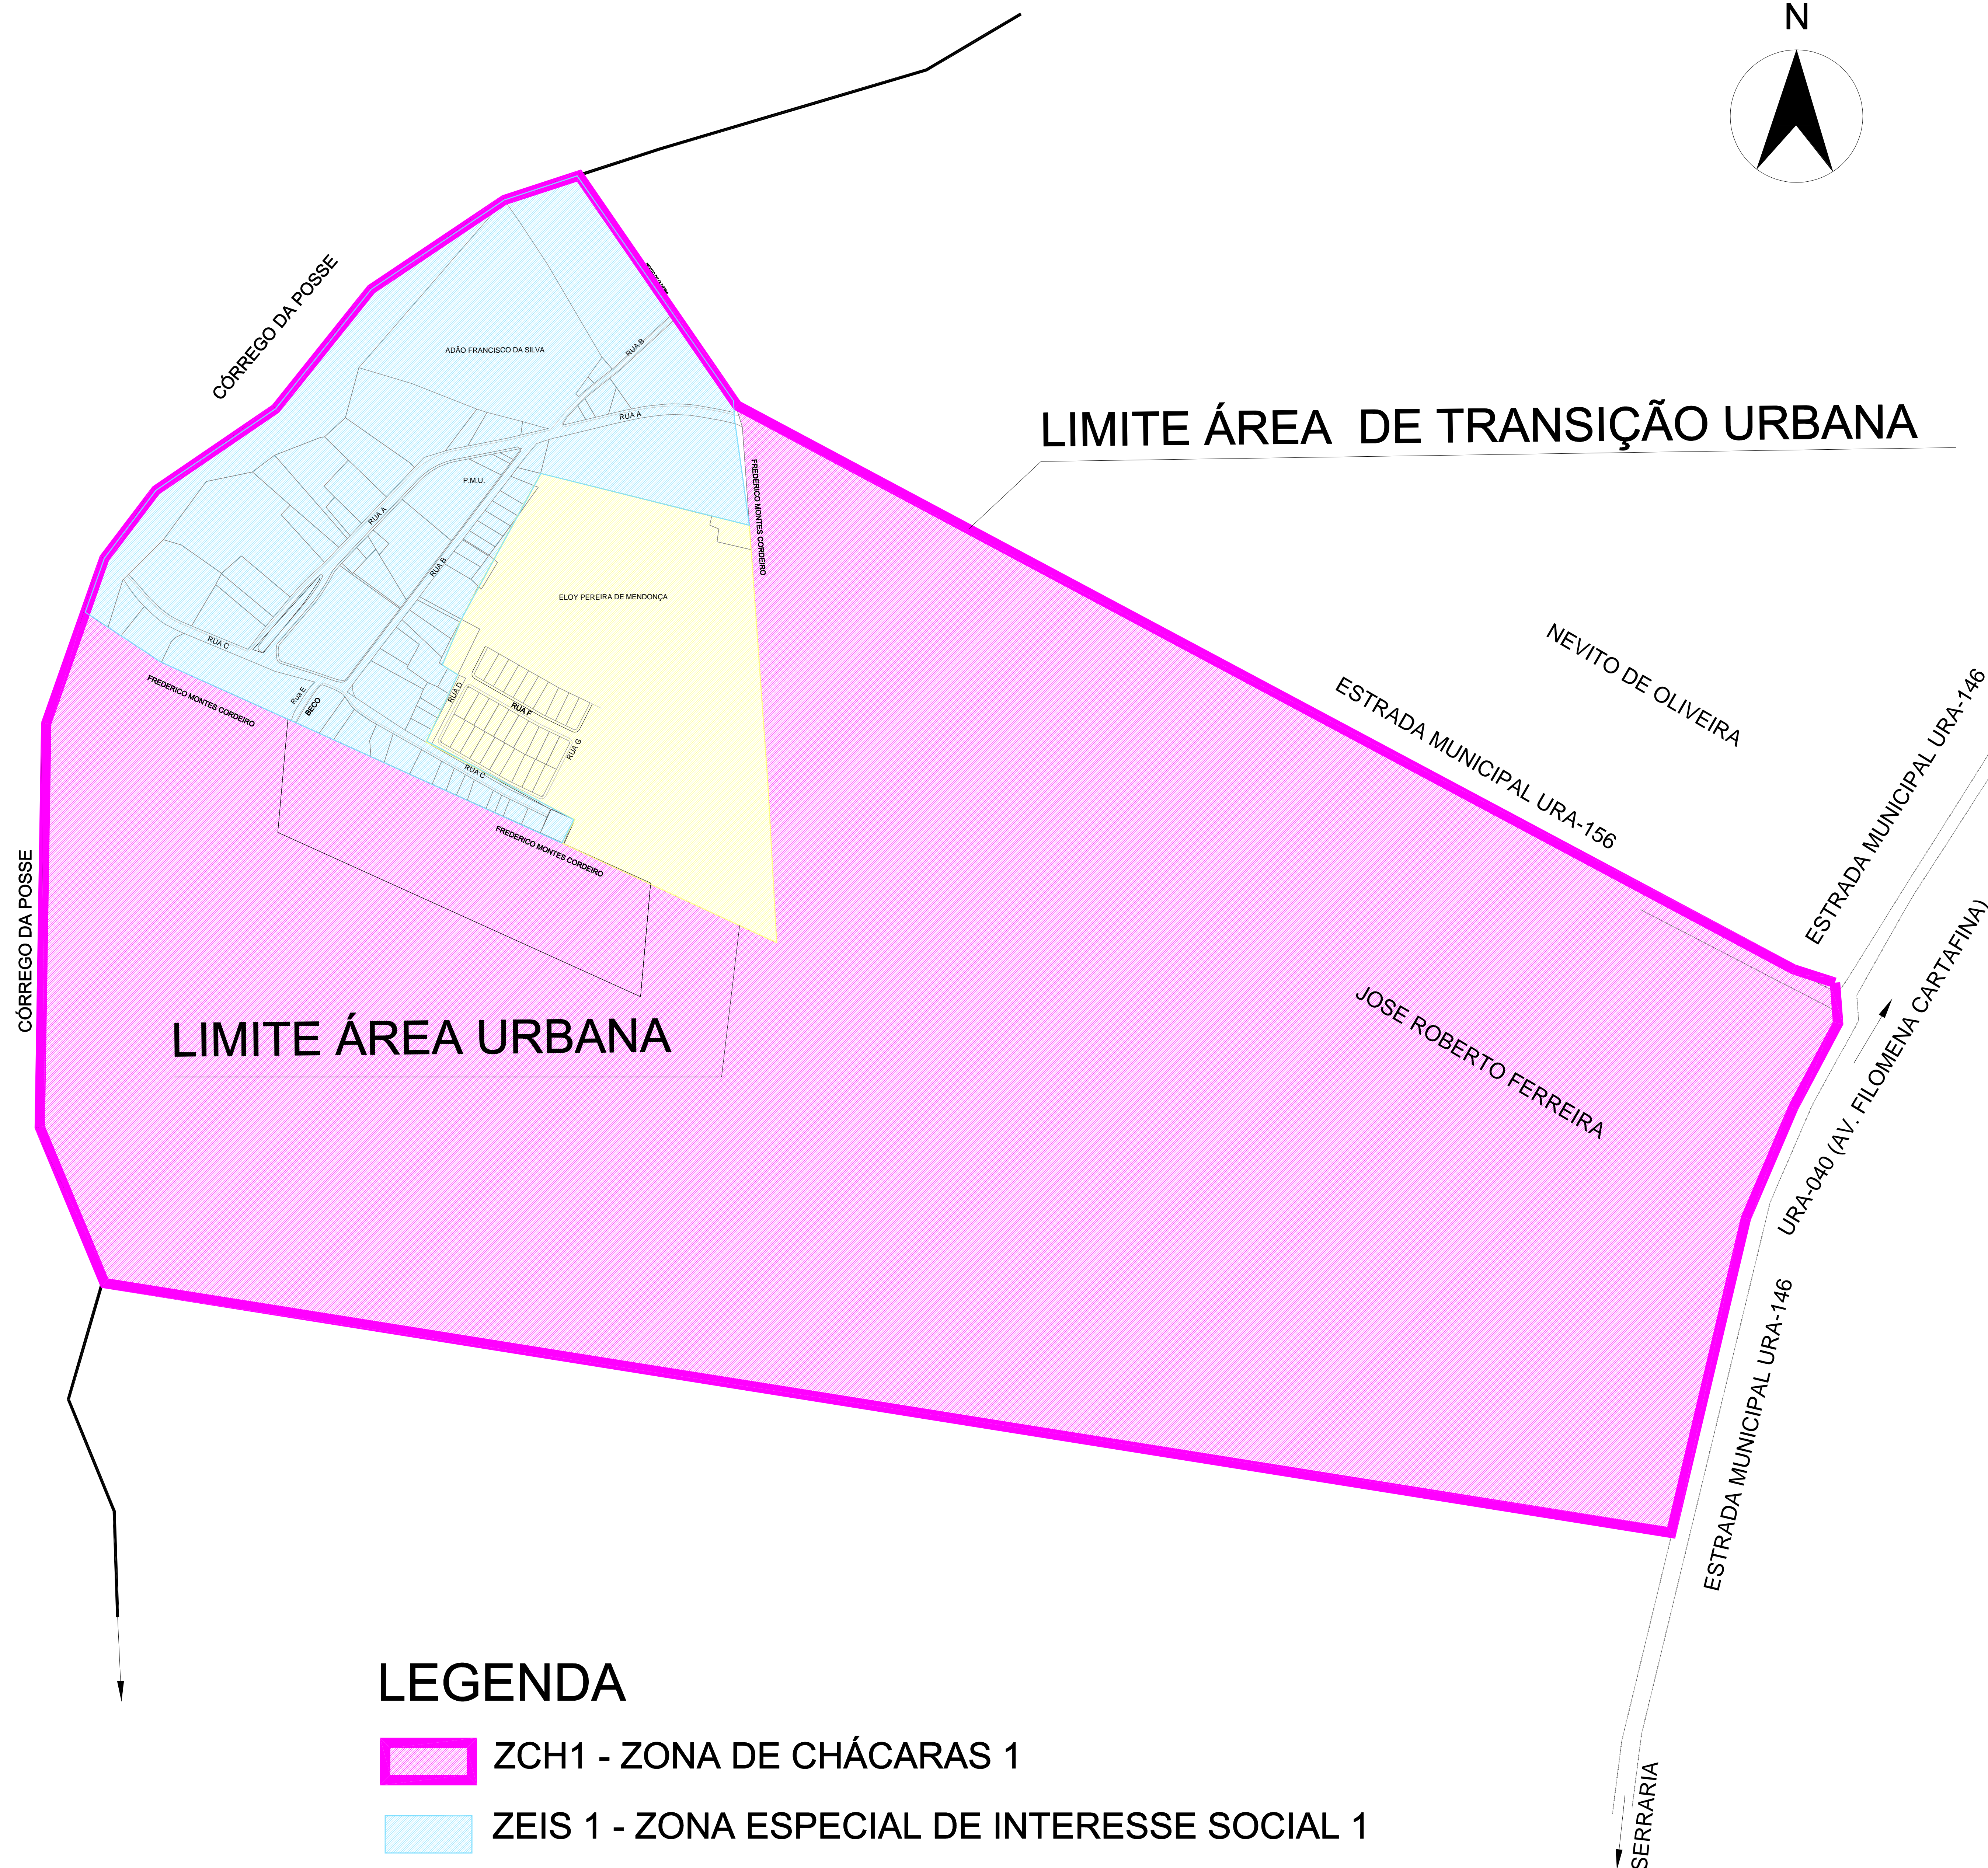 N
CÓRREGO DA POSSE
ADÃO FRANCISCO DA SILVA
RUA B
RUA A
LIMITE ÁREA  DE TRANSIÇÃO URBANA
P.M.U.
FREDERICO MONTES CORDEIRO
RUA A
RUA B
ELOY PEREIRA DE MENDONÇA
NEVITO DE OLIVEIRA
ESTRADA MUNICIPAL URA-156
ESTRADA MUNICIPAL URA-146
RUA C
FREDERICO MONTES CORDEIRO
Rua E
BECO
RUA D
RUA F
RUA G
RUA C
FREDERICO MONTES CORDEIRO
CÓRREGO DA POSSE
LIMITE ÁREA URBANA
JOSE ROBERTO FERREIRA
URA-040 (AV. FILOMENA CARTAFINA)
ESTRADA MUNICIPAL URA-146
SERRARIA
LEGENDA
ZCH1 - ZONA DE CHÁCARAS 1
ZEIS 1 - ZONA ESPECIAL DE INTERESSE SOCIAL 1